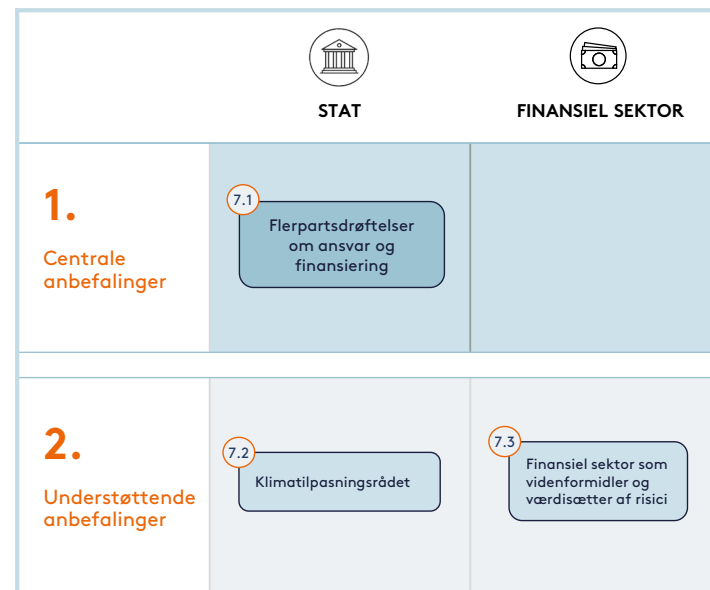 STAT
FINANSIEL SEKTOR
1.
Centrale
anbefalinger
7.1
Flerpartsdrøftelser
om ansvar og
finansiering
2.
Understøttende
anbefalinger
7.2
Klimatilpasningsrådet
7.3
Finansiel sektor som
videnformidler og
værdisætter af risici